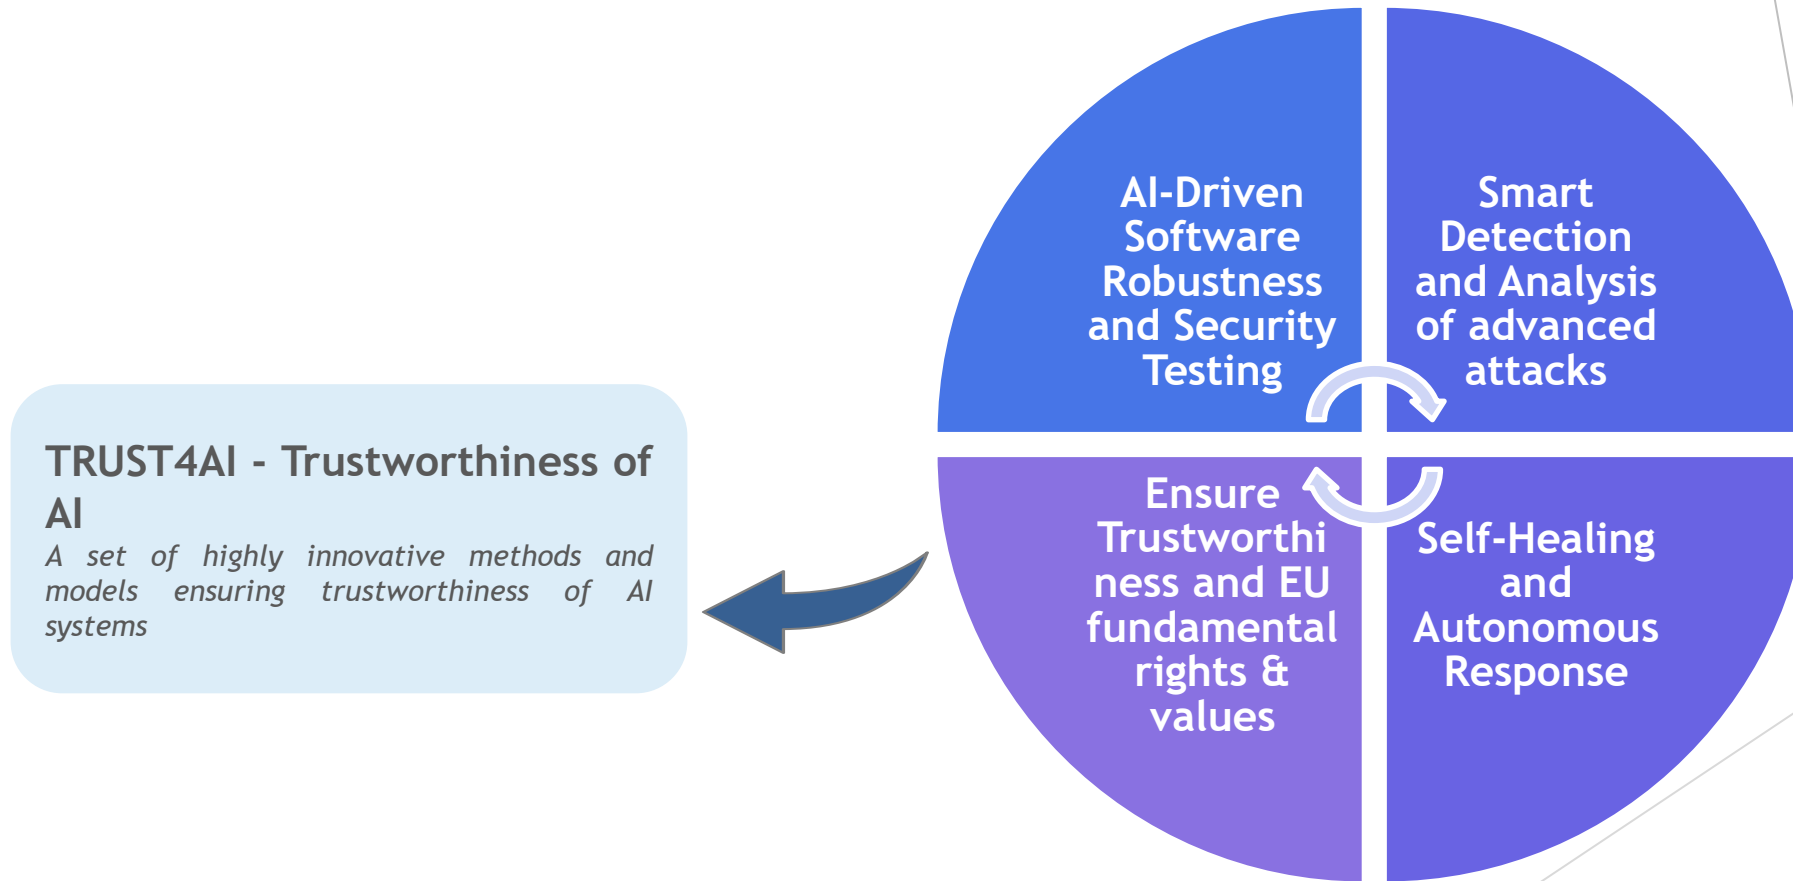 AI-Driven
Software
Robustness
and Security
Testing
Smart
Detection
and Analysis
of advanced
attacks
TRUST4AI - Trustworthiness of
AI
A set of highly innovative methods and
models ensuring trustworthiness of AI
systems
Ensure
Trustworthi
ness and EU
fundamental
rights &
values
Self-Healing
and
Autonomous
Response